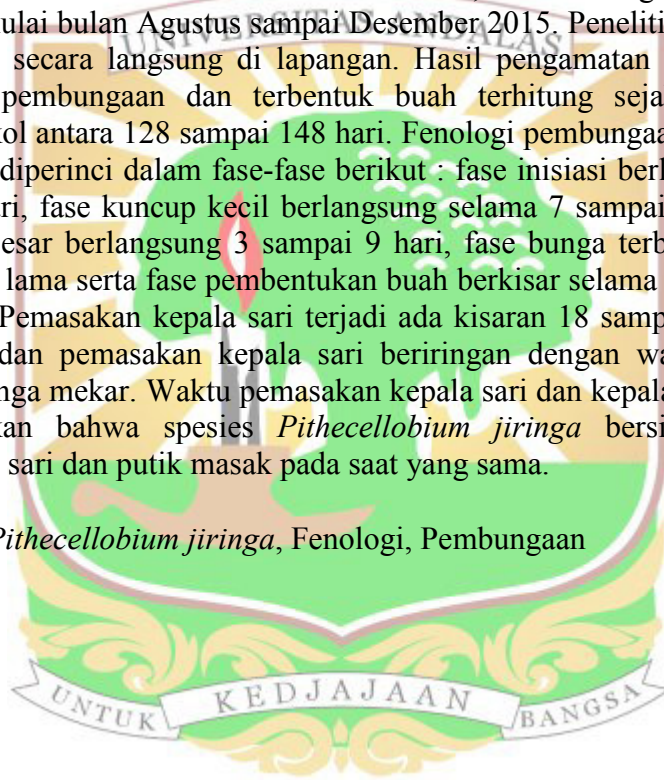 ulai bulan Agustus sampai Desember 2015. Peneliti
UNIVERSITAS ANDALAS
secara langsung di lapangan. Hasil pengamatan
pembungaan dan terbentuk buah terhitung seja
kol antara 128 sampai 148 hari. Fenologi pembungaa
diperinci dalam fase-fase berikut : fase inisiasi berl
ri, fase kuncup kecil berlangsung selama 7 sampai
esar berlangsung 3 sampai 9 hari, fase bunga terb
lama serta fase pembentukan buah berkisar selama
Pemasakan kepala sari terjadi ada kisaran 18 samp
dan pemasakan kepala sari beriringan dengan wa
nga mekar. Waktu pemasakan kepala sari dan kepala
kan bahwa spesies Pithecellobium jiringa bersi
sari dan putik masak pada saat yang sama.
Pithecellobium jiringa, Fenologi, Pembungaan
UNTUK KEDJAJAAN BANGSA